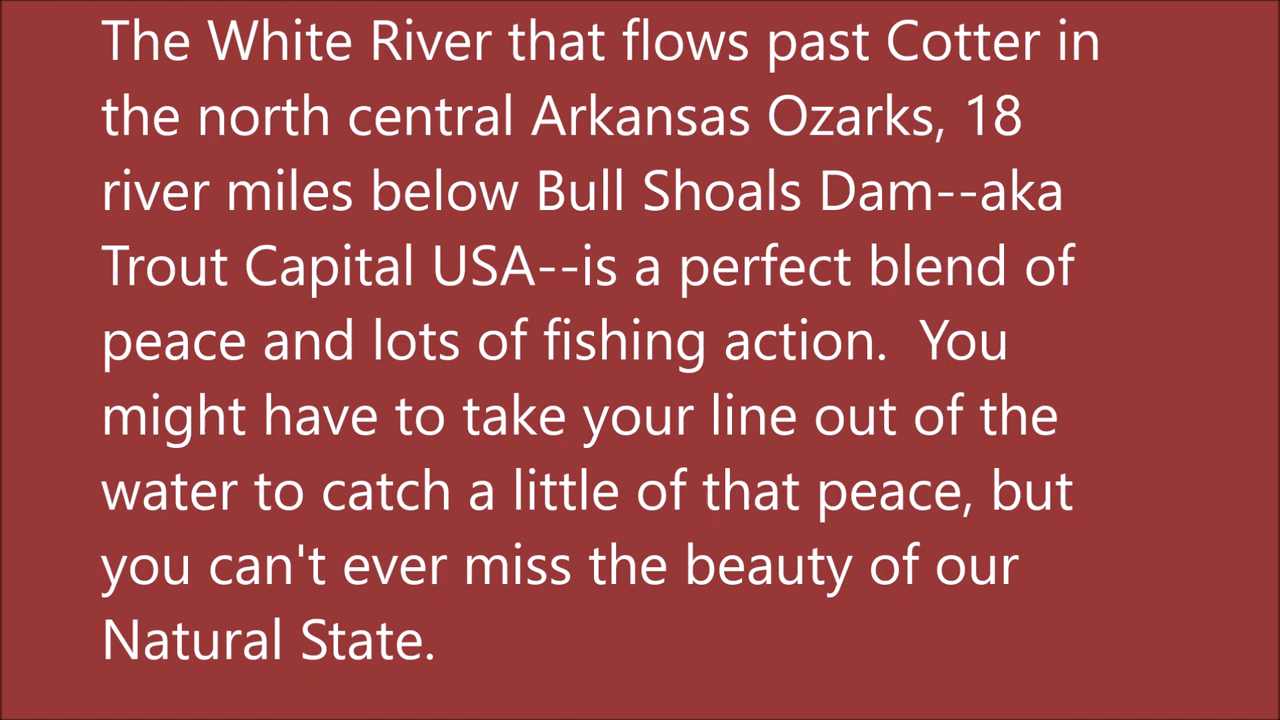 The White River that flows past Cotter in
the north central Arkansas Ozarks, 18
river miles below Bull Shoals Dam--aka
Trout Capital USA--is a perfect blend of
peace and lots of fishing action.  You
might have to take your line out of the
water to catch a little of that peace, but
you can't ever miss the beauty of our
Natural State.